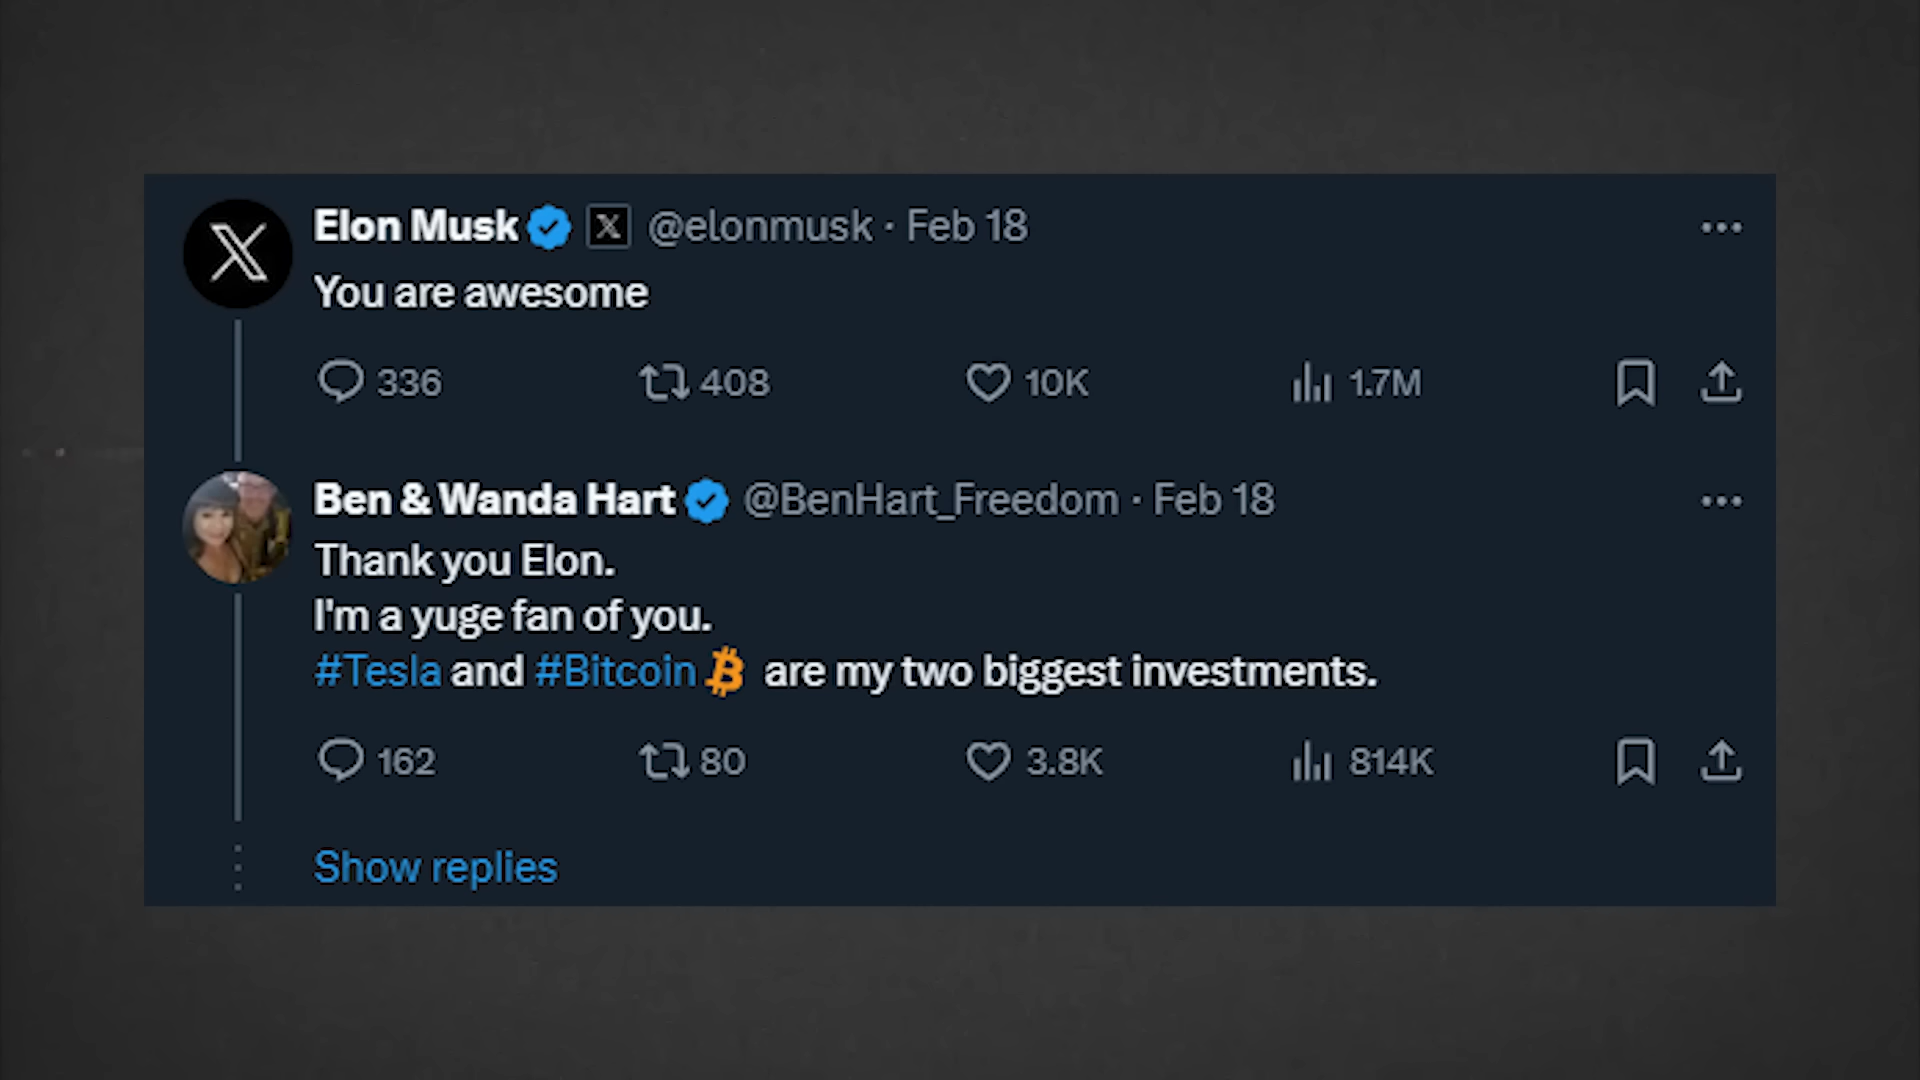 Elon Musk @elonmusk · Feb 18
You are awesome
336 408 10K 1.7M
Ben & Wanda Hart @BenHart_Freedom · Feb 18
Thank you Elon.
I'm a yuge fan of you.
#Tesla and #Bitcoin are my two biggest investments.
162 80 3.8K 814K
Show replies